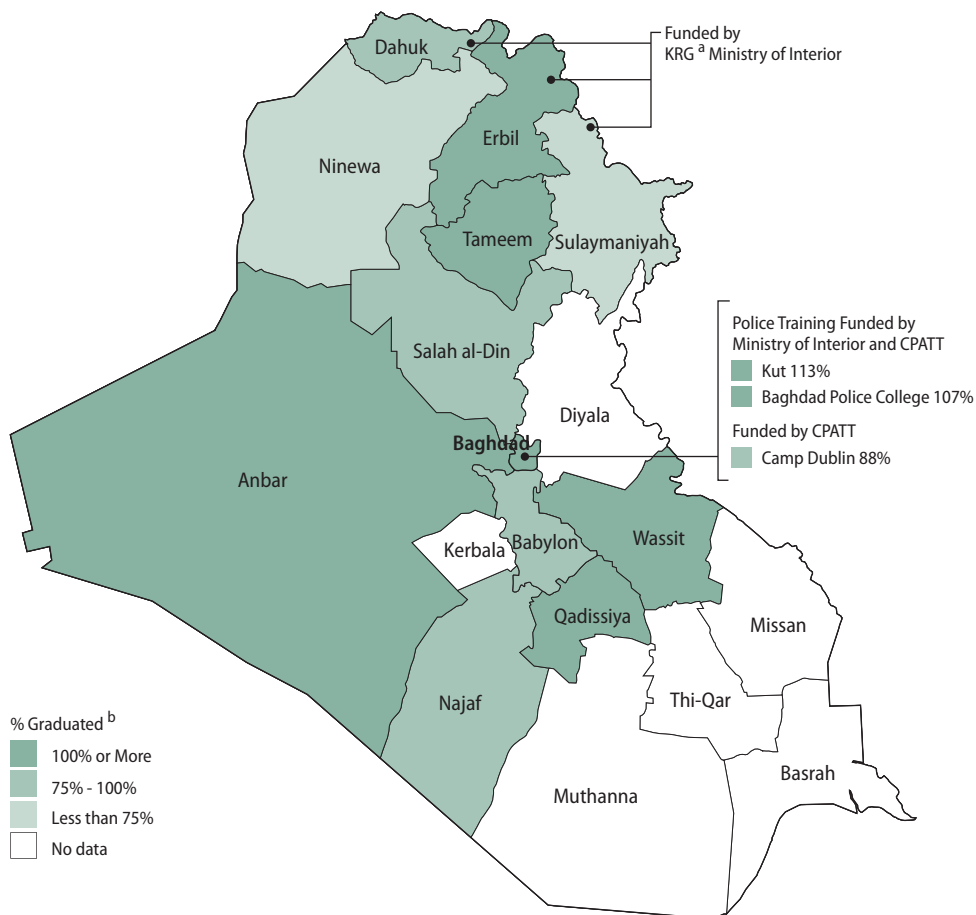 Funded by
KRG a Ministry of Interior
Dahuk
Erbil
Ninewa
Tameem
Sulaymaniyah
Salah al-Din
Diyala
Police Training Funded by
Ministry of Interior and CPATT
Kut 113%
Baghdad Police College 107%
Funded by CPATT
Camp Dublin 88%
Baghdad
Anbar
Kerbala
Babylon
Wassit
Qadissiya
Missan
Najaf
Thi-Qar
Muthanna
Basrah
% Graduated b
100% or More
75% - 100%
Less than 75%
No data